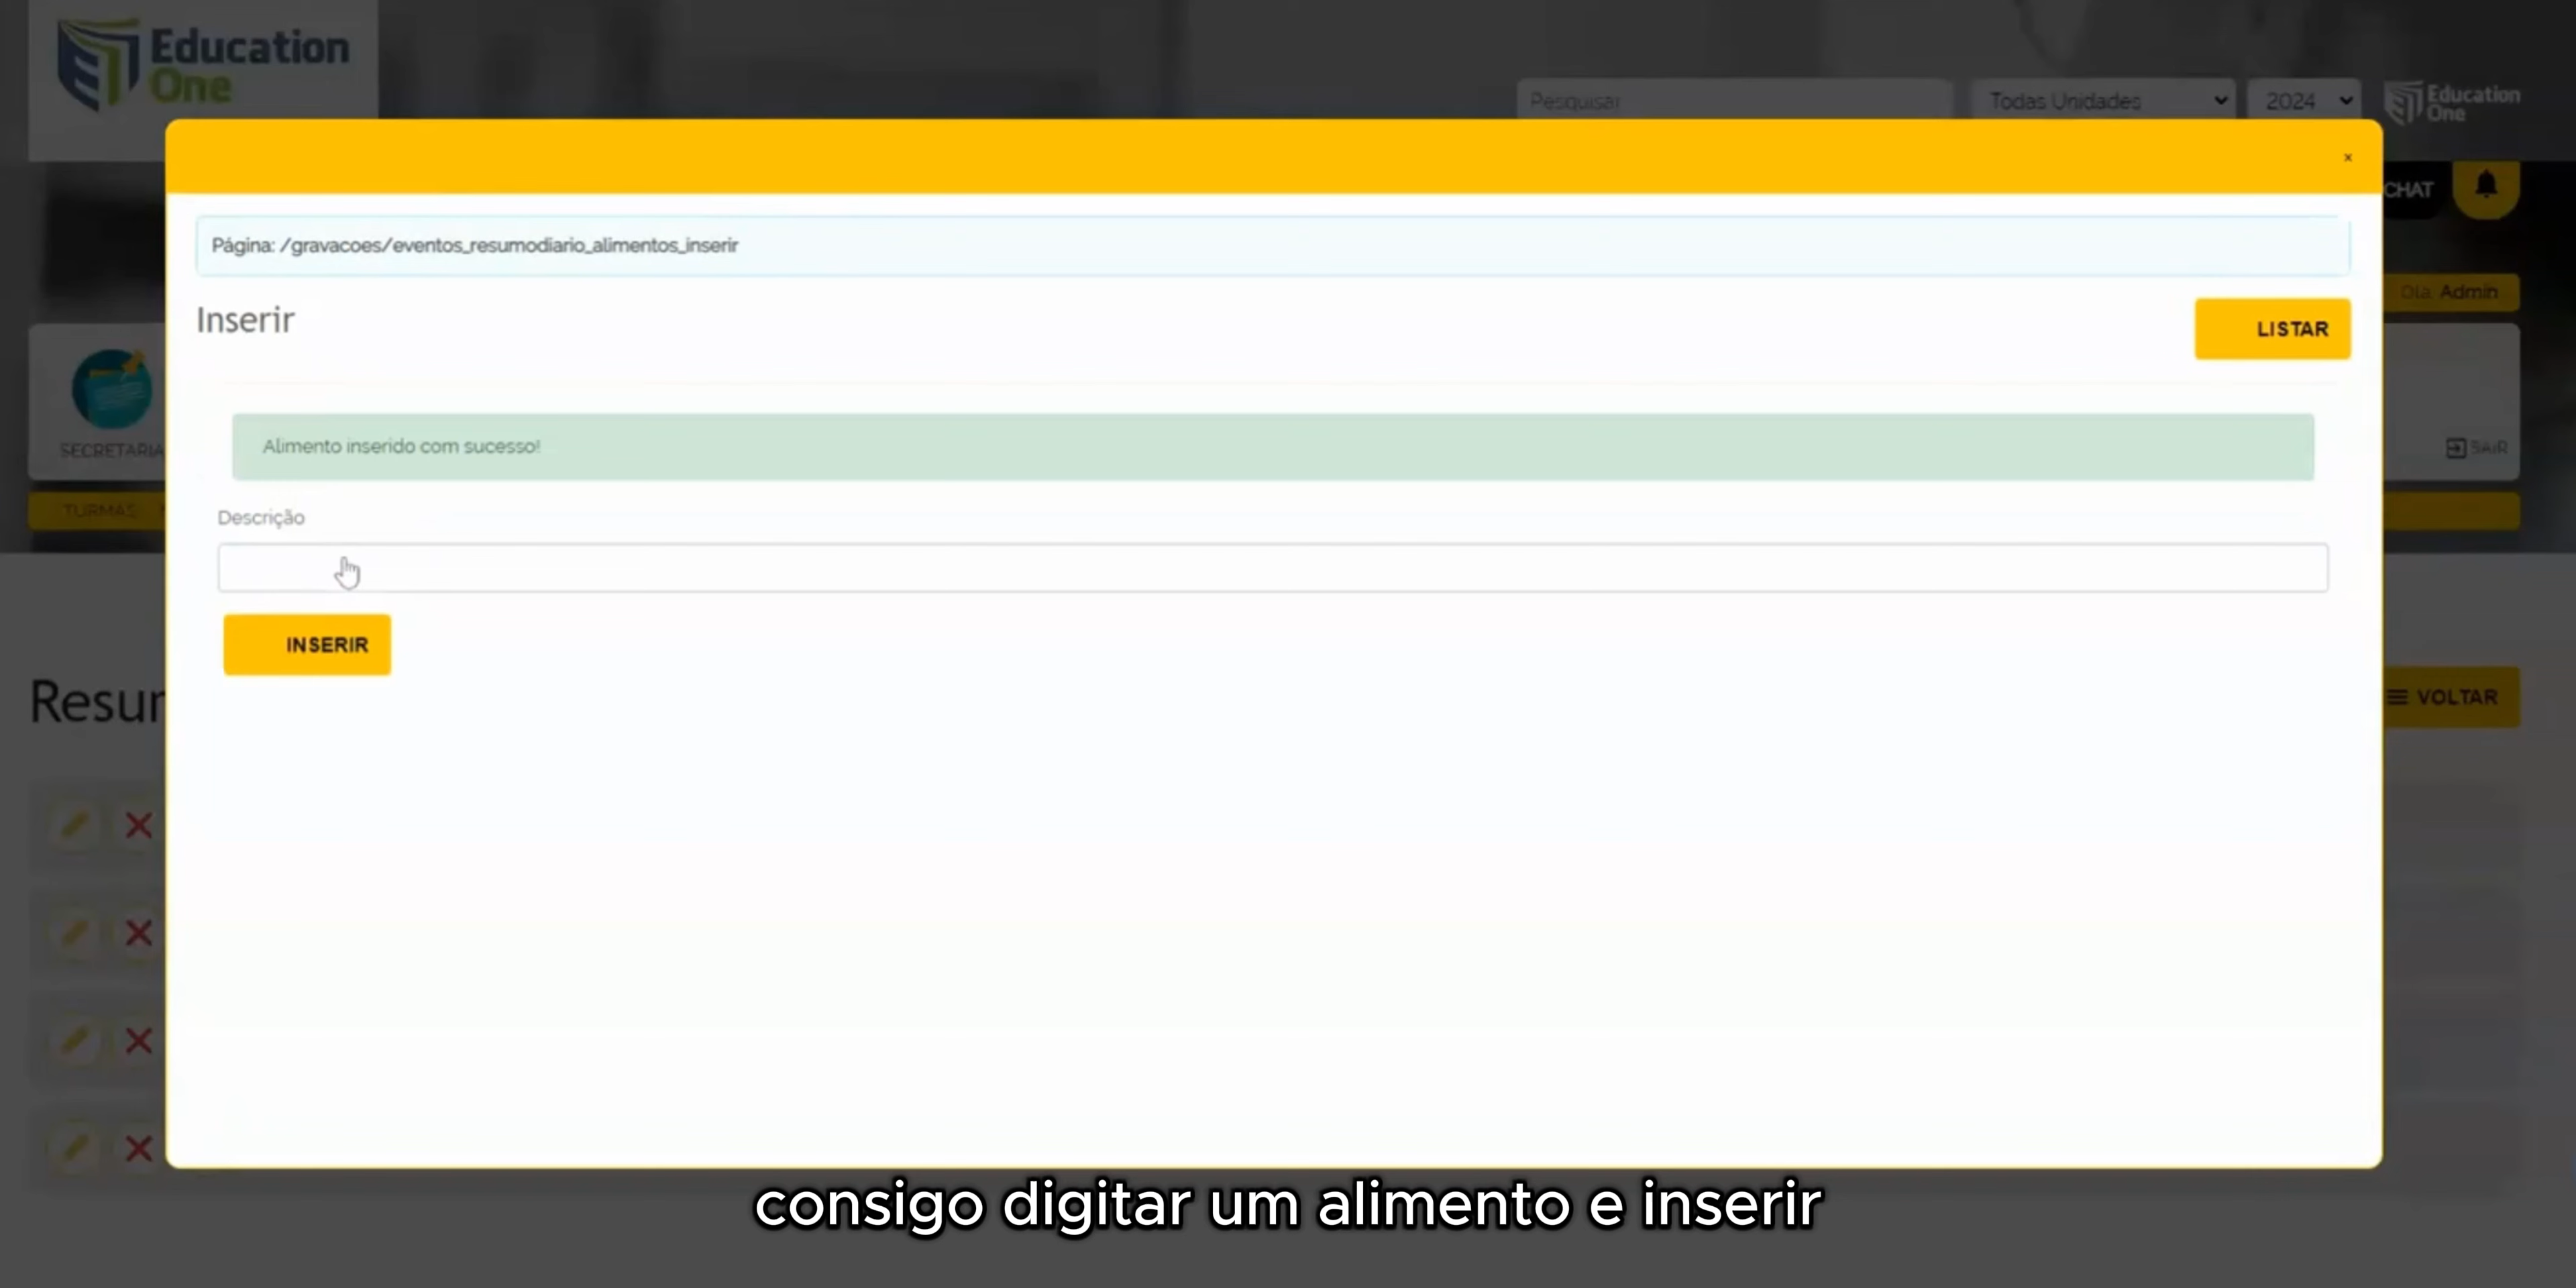 Education
One
Pesquisar
Todas Unidades
2024
Education
One
×
CHAT
Página: /gravacoes/eventos_resumodiario_alimentos_inserir
Inserir
LISTAR
Olá, Admin
SECRETARIA
Alimento inserido com sucesso!
SAIR
TURMAS
Descrição
INSERIR
Resur
VOLTAR
consigo digitar um alimento e inserir